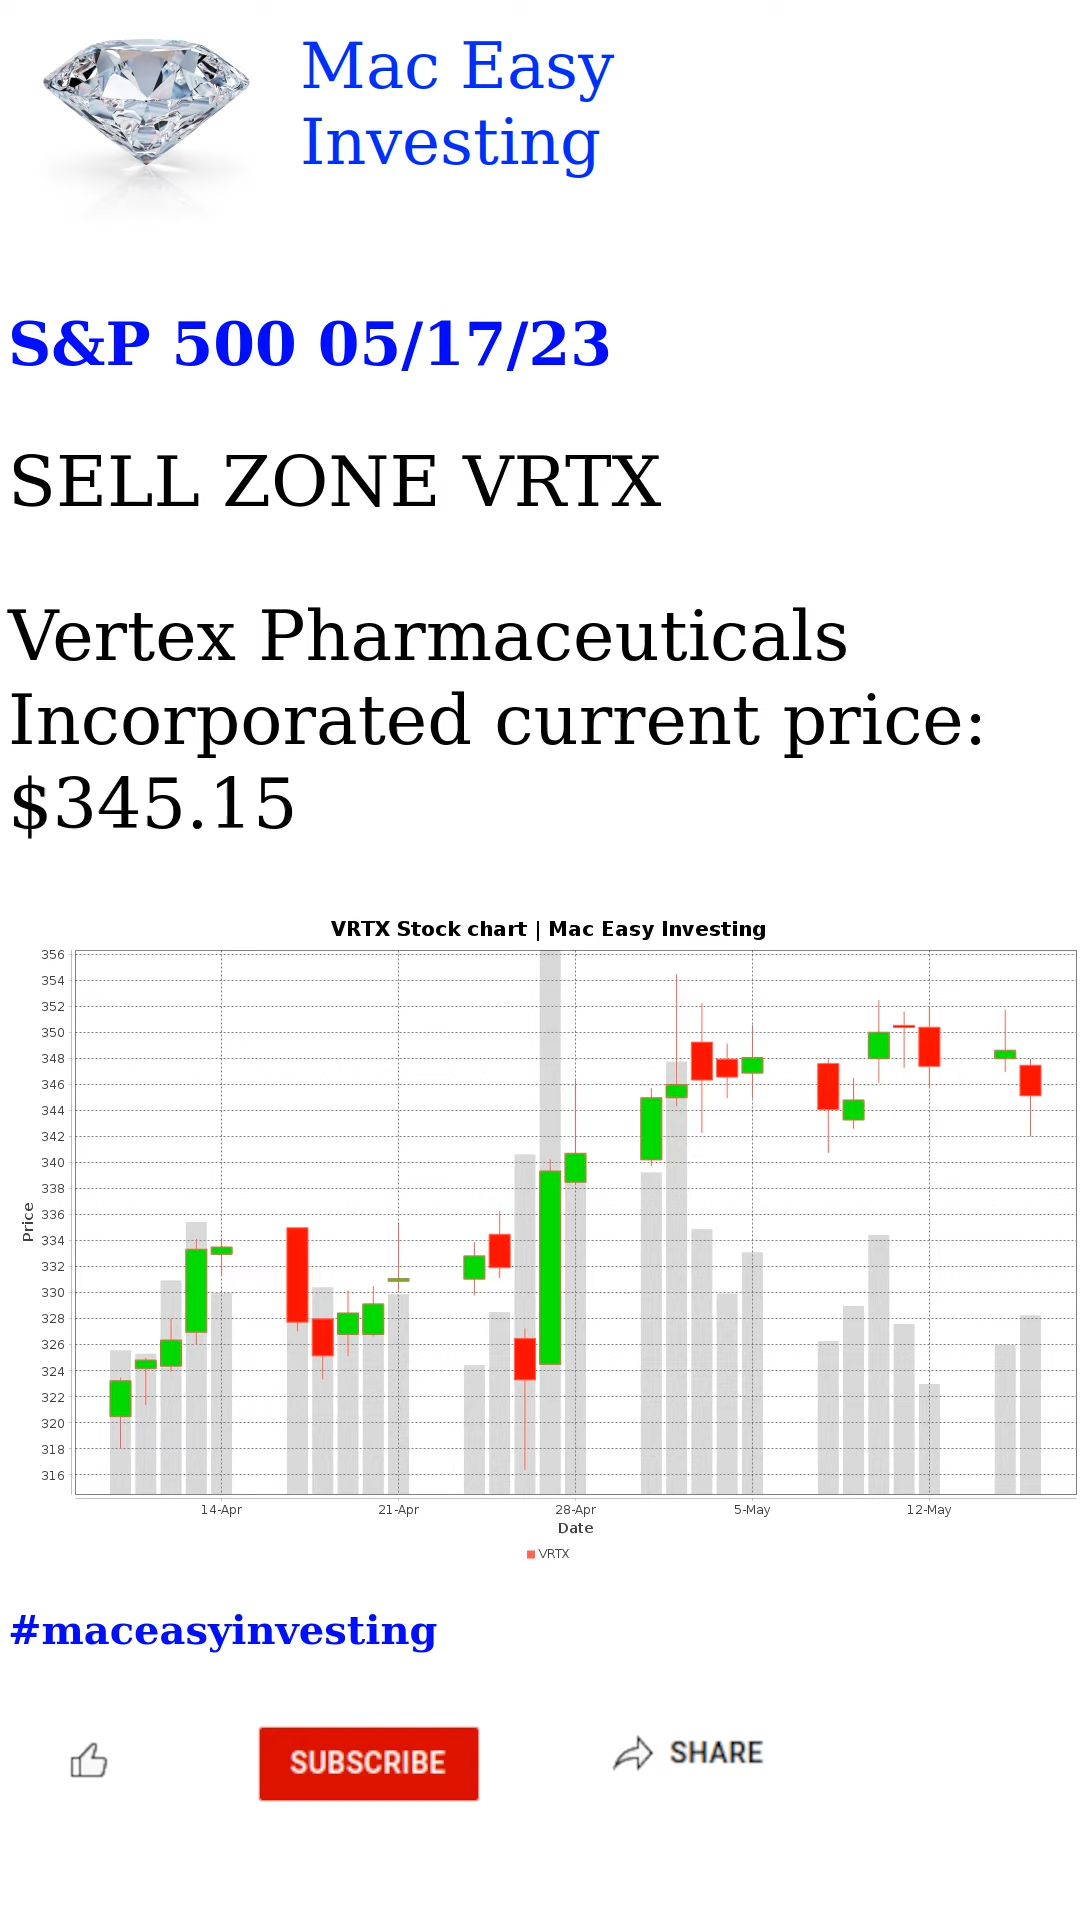 Mac Easy
Investing
S&P 500 05/17/23
SELL ZONE VRTX
Vertex Pharmaceuticals
Incorporated current price:
$345.15
VRTX Stock chart | Mac Easy Investing
356
354
352
350
348
346
344
342
340
338
336
334
332
330
328
326
324
322
320
318
316
Price
14-Apr 21-Apr 28-Apr 5-May 12-May
Date
VRTX
#maceasyinvesting
SUBSCRIBE SHARE